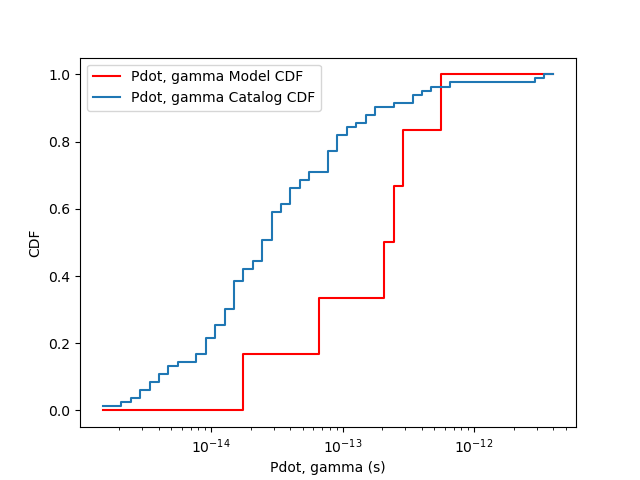 Pdot, gamma Model CDF
Pdot, gamma Catalog CDF
1.0
0.8
0.6
0.4
0.2
0.0
CDF
10⁻¹⁴ 10⁻¹³ 10⁻¹²
Pdot, gamma (s)